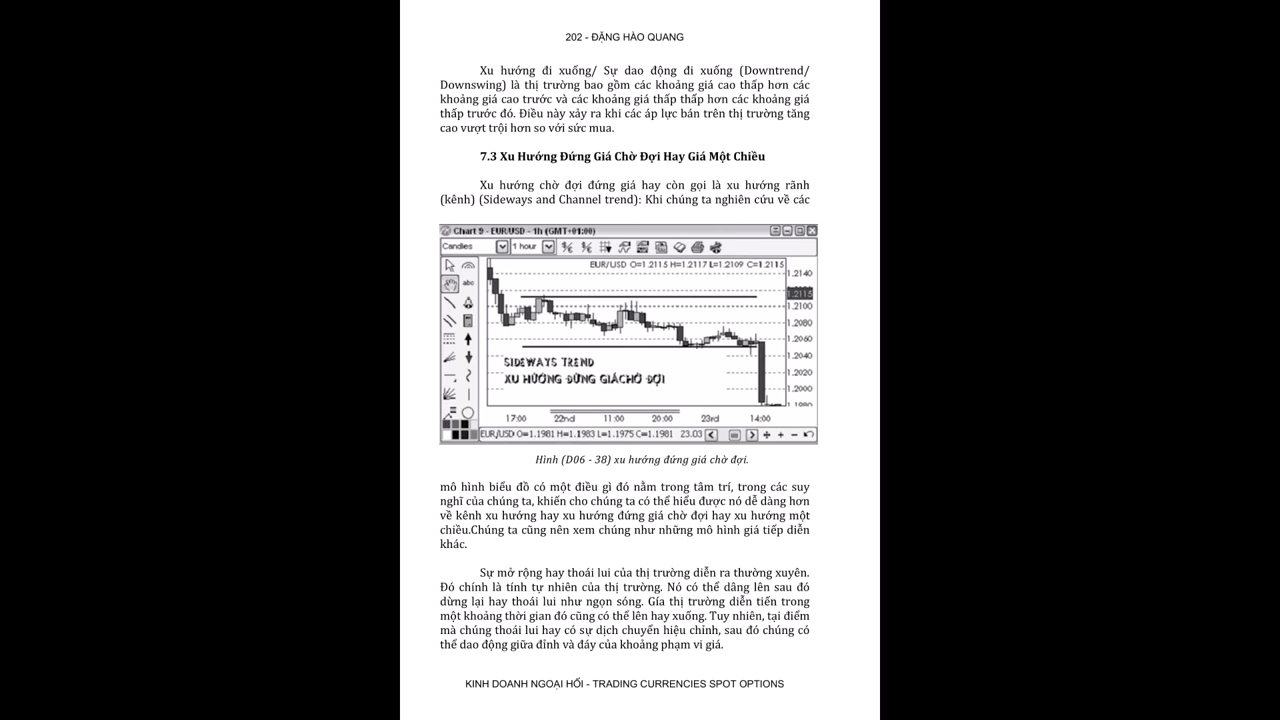 202 - ĐẶNG HÀO QUANG
Xu hướng đi xuống/ Sự dao động đi xuống (Downtrend/
Downswing) là thị trường bao gồm các khoảng giá cao thấp hơn các
khoảng giá cao trước và các khoảng giá thấp thấp hơn các khoảng giá
thấp trước đó. Điều này xảy ra khi các áp lực bán trên thị trường tăng
cao vượt trội hơn so với sức mua.
7.3 Xu Hướng Đứng Giá Chờ Đợi Hay Giá Một Chiều
Xu hướng chờ đợi đứng giá hay còn gọi là xu hướng rãnh
(kênh) (Sideways and Channel trend): Khi chúng ta nghiên cứu về các
Chart 9 - EUR/USD - 1h (GMT+01:00)
Candles 1 hour
EUR/USD O=1.2115 H=1.2117 L=1.2109 C=1.2115
abc
1.2140
1.2115
1.2100
1.2080
1.2060
1.2040
1.2020
1.2000
1.1980
SIDEWAYS TREND
XU HƯỚNG ĐỨNG GIÁ CHỜ ĐỢI
17:00 22nd 11:00 20:00 23rd 14:00
EUR/USD O=1.1981 H=1.1983 L=1.1975 C=1.1981 23.03
Hình (D06 - 38) xu hướng đứng giá chờ đợi.
mô hình biểu đồ có một điều gì đó nằm trong tâm trí, trong các suy
nghĩ của chúng ta, khiến cho chúng ta có thể hiểu được nó dễ dàng hơn
về kênh xu hướng hay xu hướng đứng giá chờ đợi hay xu hướng một
chiều.Chúng ta cũng nên xem chúng như những mô hình giá tiếp diễn
khác.
Sự mở rộng hay thoái lui của thị trường diễn ra thường xuyên.
Đó chính là tính tự nhiên của thị trường. Nó có thể dâng lên sau đó
dừng lại hay thoái lui như ngọn sóng. Gía thị trường diễn tiến trong
một khoảng thời gian đó cũng có thể lên hay xuống. Tuy nhiên, tại điểm
mà chúng thoái lui hay có sự dịch chuyển hiệu chỉnh, sau đó chúng có
thể dao động giữa đỉnh và đáy của khoảng phạm vi giá.
KINH DOANH NGOẠI HỐI - TRADING CURRENCIES SPOT OPTIONS